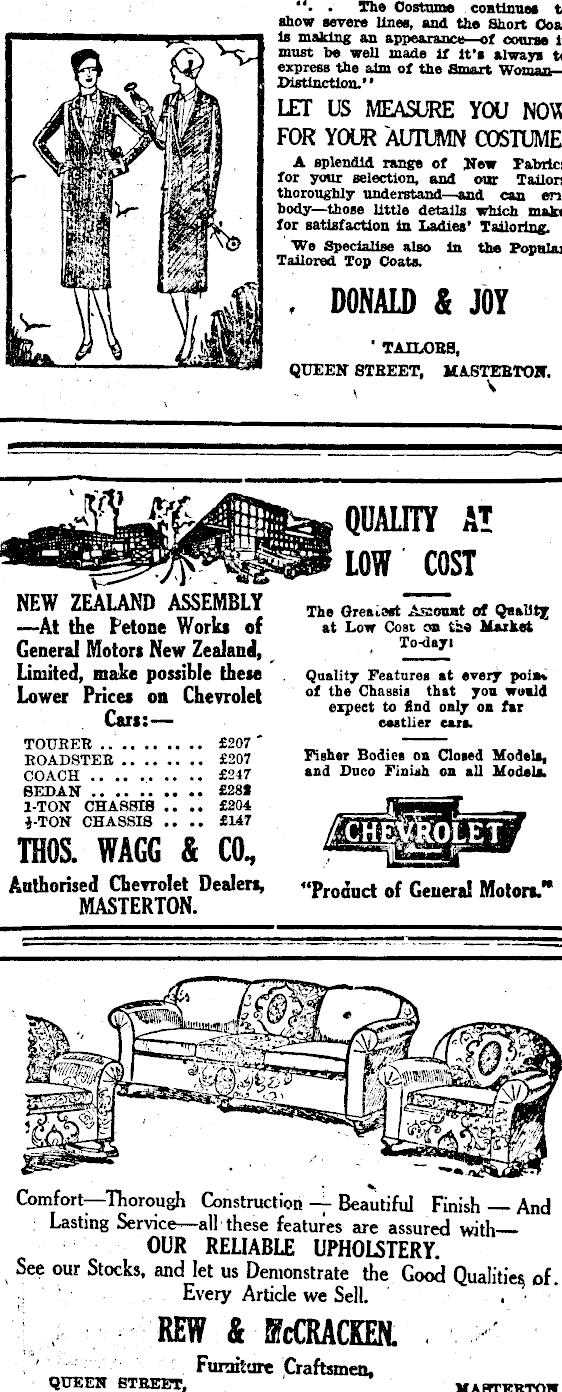 ". . The Costume continues t
show severe lines, and the Short Coa
is making an appearance—of course i
must be well made if it's always t
express the aim of the Smart Woman—
Distinction."
LET US MEASURE YOU NOW
FOR YOUR AUTUMN COSTUME
A splendid range of New Fabric
for your selection, and our Tailor
thoroughly understand—and can em
body—those little details which make
for satisfaction in Ladies' Tailoring.
We Specialise also in the Popular
Tailored Top Coats.
DONALD & JOY
TAILORS,
QUEEN STREET, MASTERTON.
NEW ZEALAND ASSEMBLY
—At the Petone Works of
General Motors New Zealand,
Limited, make possible these
Lower Prices on Chevrolet
Cars:—
TOURER .. .. .. .. .. £207
ROADSTER .. .. .. .. £207
COACH .. .. .. .. .. £247
SEDAN .. .. .. .. .. £282
1-TON CHASSIS .. .. £204
½-TON CHASSIS .. .. £147
THOS. WAGG & CO.,
Authorised Chevrolet Dealers,
MASTERTON.
QUALITY AT
LOW COST
The Greatest Amount of Quality
at Low Cost on the Market
To-day!
Quality Features at every point
of the Chassis that you would
expect to find only on far
costlier cars.
Fisher Bodies on Closed Models,
and Duco Finish on all Models.
CHEVROLET
"Product of General Motors."
Comfort—Thorough Construction — Beautiful Finish — And
Lasting Service—all these features are assured with—
OUR RELIABLE UPHOLSTERY.
See our Stocks, and let us Demonstrate the Good Qualities of
Every Article we Sell.
REW & McCRACKEN.
Furniture Craftsmen,
QUEEN STREET, MASTERTON